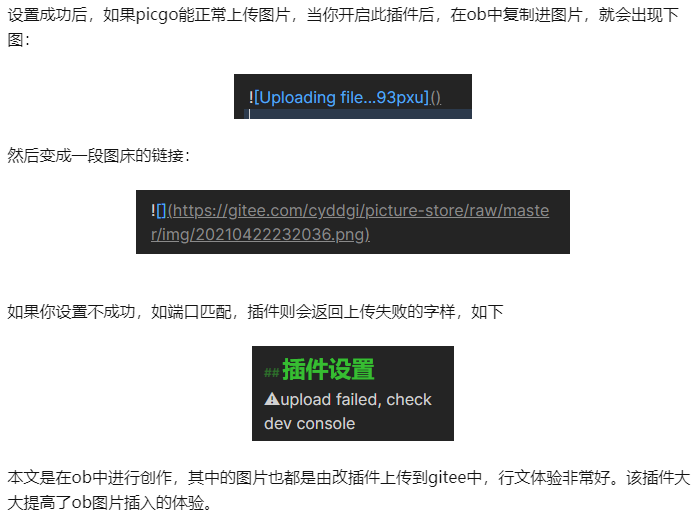 设置成功后，如果picgo能正常上传图片，当你开启此插件后，在ob中复制进图片，就会出现下
图：
![Uploading file...93pxu]()
然后变成一段图床的链接：
![](https://gitee.com/cyddgi/picture-store/raw/maste
r/img/20210422232036.png)
如果你设置不成功，如端口匹配，插件则会返回上传失败的字样，如下
## 插件设置
⚠upload failed, check
dev console
本文是在ob中进行创作，其中的图片也都是由改插件上传到gitee中，行文体验非常好。该插件大
大提高了ob图片插入的体验。